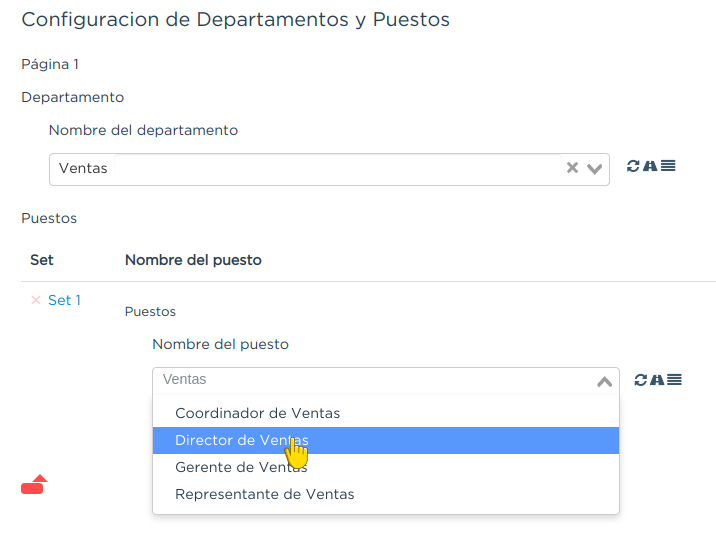 Configuracion de Departamentos y Puestos
Página 1
Departamento
Nombre del departamento
Ventas
Puestos
Set Nombre del puesto
Set 1
Puestos
Nombre del puesto
Ventas
Coordinador de Ventas
Director de Ventas
Gerente de Ventas
Representante de Ventas